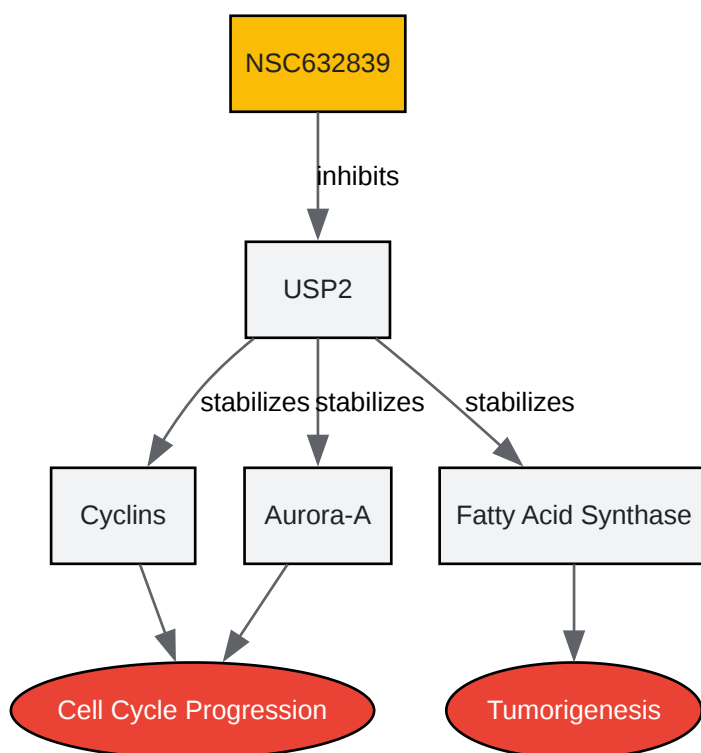 NSC632839
inhibits
USP2
stabilizes stabilizes stabilizes
Cyclins Aurora-A Fatty Acid Synthase
Cell Cycle Progression Tumorigenesis